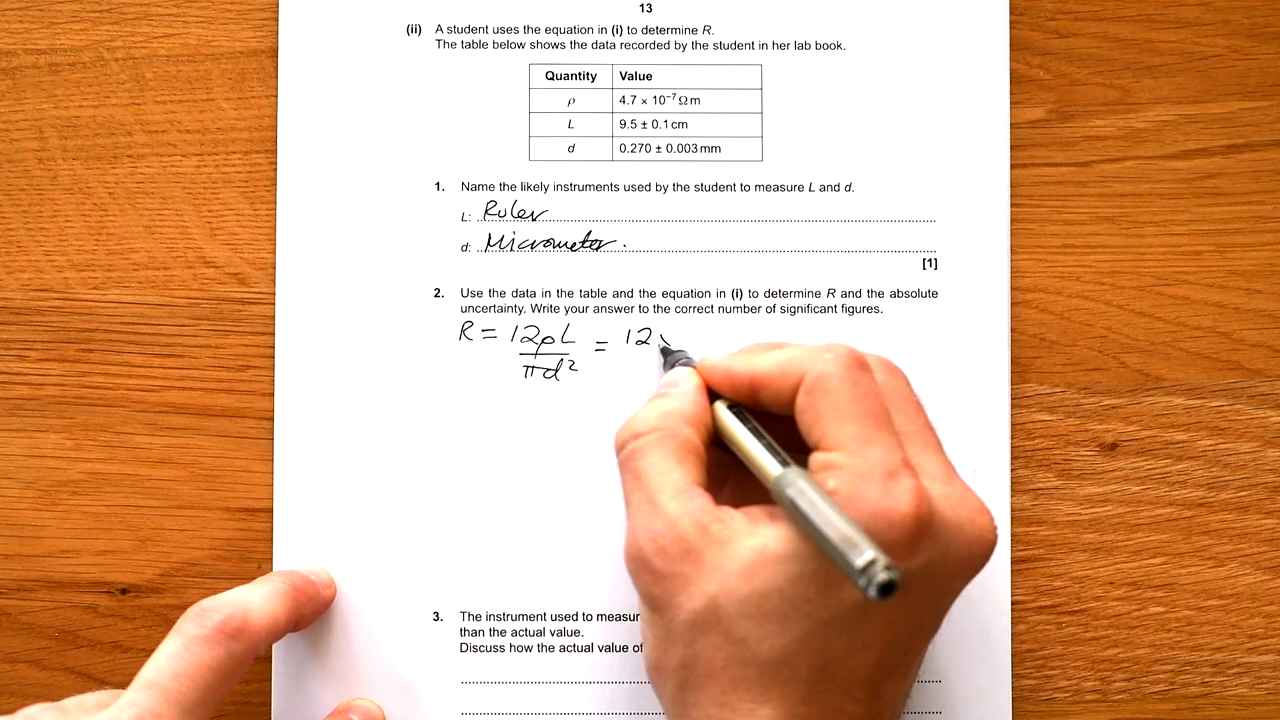 13
(ii) A student uses the equation in (i) to determine R.
The table below shows the data recorded by the student in her lab book.
Quantity Value
ρ 4.7 × 10⁻⁷ Ω m
L 9.5 ± 0.1 cm
d 0.270 ± 0.003 mm
1. Name the likely instruments used by the student to measure L and d.
L: Ruler
d: Micrometer.
[1]
2. Use the data in the table and the equation in (i) to determine R and the absolute
uncertainty. Write your answer to the correct number of significant figures.
R = 12ρL / πd² = 12
3. The instrument used to
than the actual value.
Discuss how the actual value of